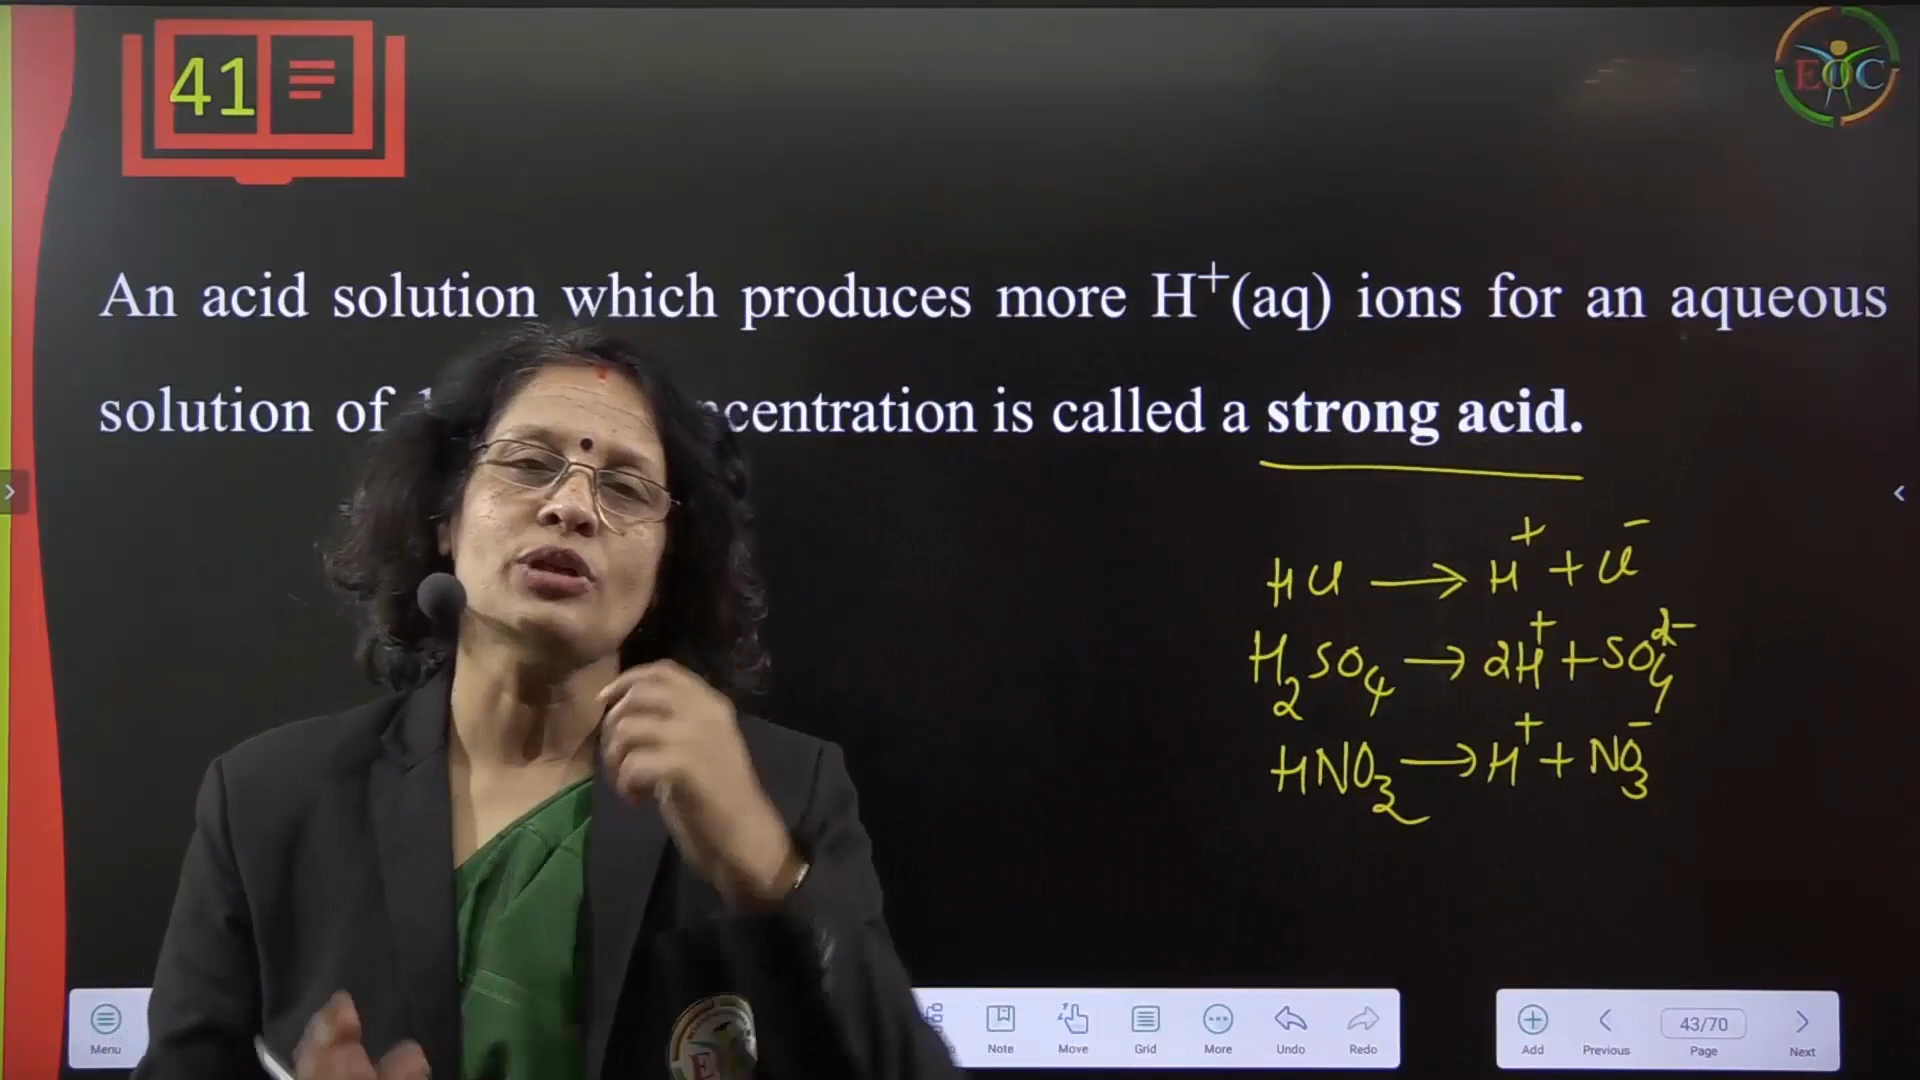 41
EOC
An acid solution which produces more H⁺(aq) ions for an aqueous
solution of concentration is called a strong acid.
HCl → H⁺ + Cl⁻
H₂SO₄ → 2H⁺ + SO₄²⁻
HNO₃ → H⁺ + NO₃⁻
Menu Note Move Grid More Undo Redo Add Previous 43/70 Page Next